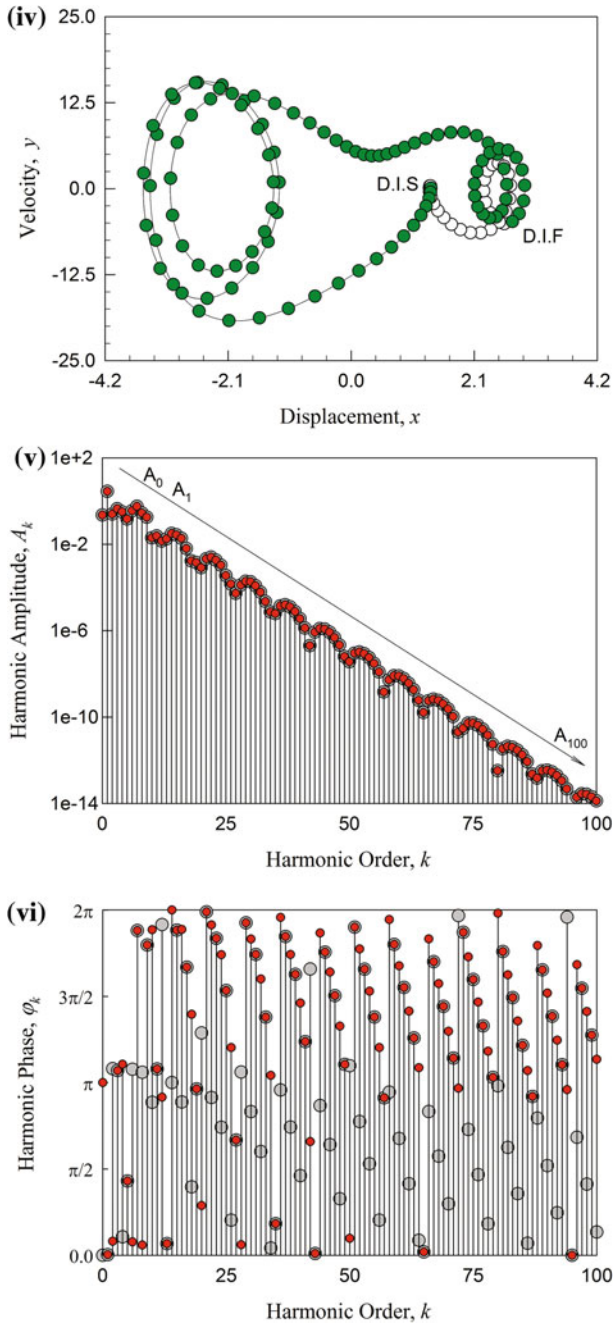 (iv)
25.0
12.5
0.0
-12.5
-25.0
Velocity, y
D.I.S
D.I.F
-4.2
-2.1
0.0
2.1
4.2
Displacement, x
(v)
1e+2
1e-2
1e-6
1e-10
1e-14
Harmonic Amplitude, A_k
A_0
A_1
A_100
0
25
50
75
100
Harmonic Order, k
(vi)
2π
3π/2
π
π/2
0.0
Harmonic Phase, φ_k
0
25
50
75
100
Harmonic Order, k